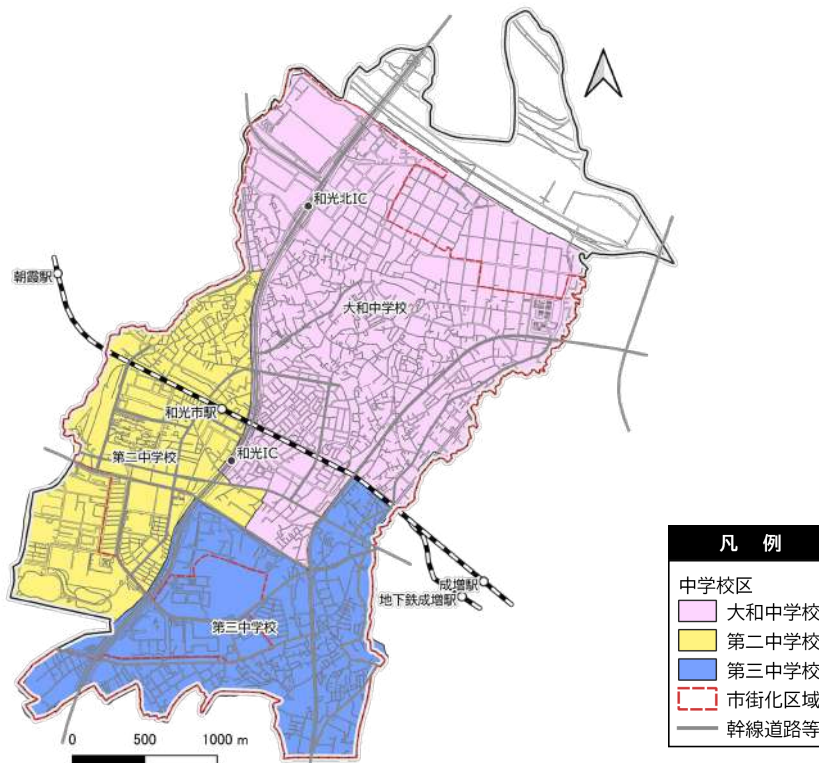 和光北IC
朝霞駅
大和中学校
和光市駅
第二中学校
和光IC
成増駅
地下鉄成増駅
第三中学校
0 500 1000 m
凡 例
中学校区
大和中学校
第二中学校
第三中学校
市街化区域
幹線道路等